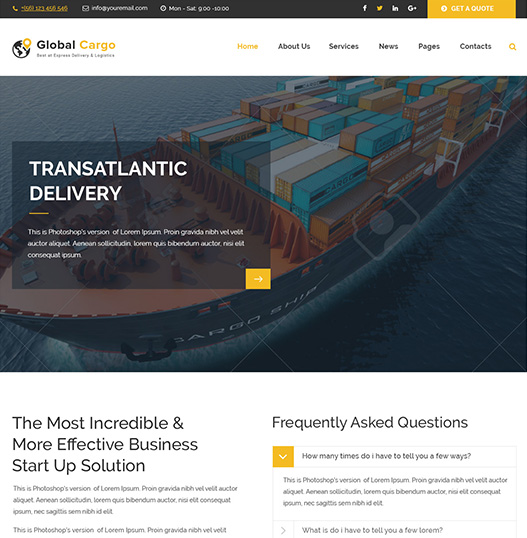 +(56) 123 456 546 info@youremail.com Mon - Sat: 9:00 -10:00 GET A QUOTE
Global Cargo
Best at Express Delivery & Logistics
Home About Us Services News Pages Contacts
TRANSATLANTIC
DELIVERY
This is Photoshop's version of Lorem Ipsum. Proin gravida nibh vel velit
auctor aliquet. Aenean sollicitudin, lorem quis bibendum auctor, nisi elit
consequat ipsum.
CARGO SHIP
The Most Incredible &
More Effective Business
Start Up Solution
This is Photoshop's version of Lorem Ipsum. Proin gravida nibh vel velit
auctor aliquet. Aenean sollicitudin, lorem quis bibendum auctor, nisi elit
consequat ipsum, nec sagittis sem nibh id elit.
This is Photoshop's version of Lorem Ipsum. Proin gravida nibh vel velit
Frequently Asked Questions
How many times do i have to tell you a few ways?
This is Photoshop's version of Lorem Ipsum. Proin gravida nibh vel velit
auctor aliquet. Aenean sollicitudin, lorem quis bibendum auctor, nisi elit
consequat ipsum, nec sagittis sem.
What is do i have to tell you a few lorem?